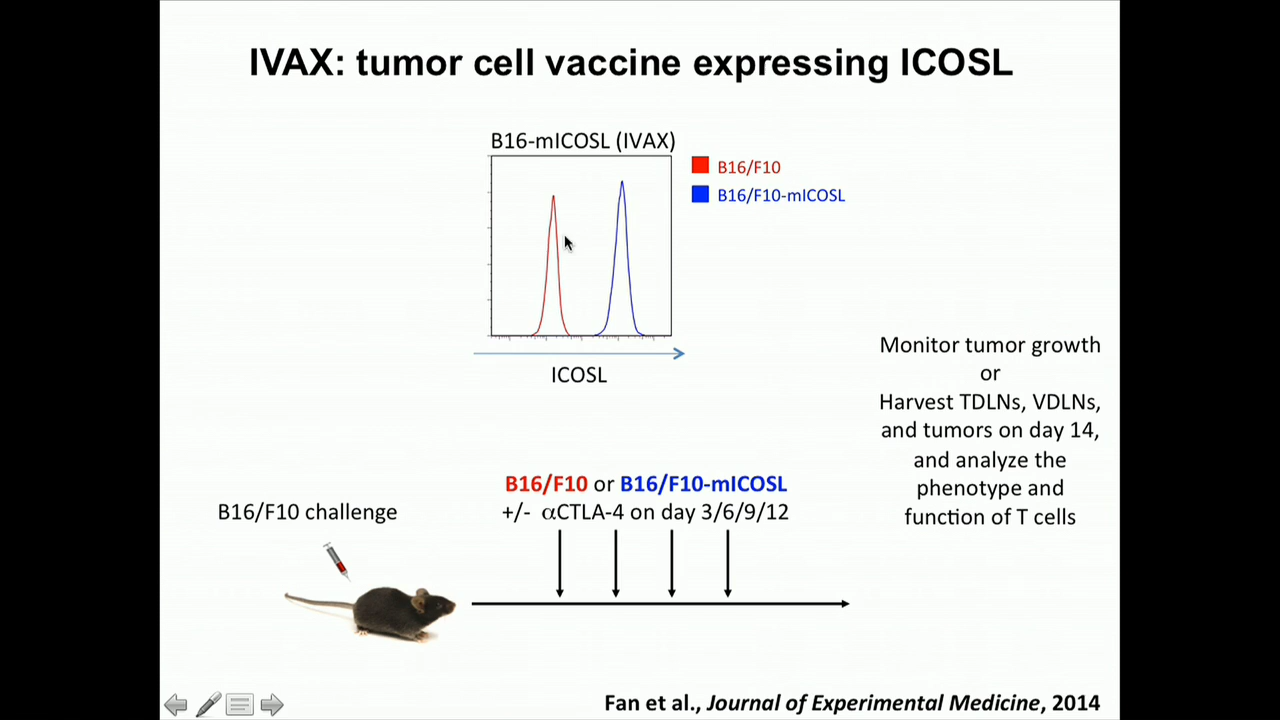 IVAX: tumor cell vaccine expressing ICOSL
B16-mICOSL (IVAX)
B16/F10
B16/F10-mICOSL
ICOSL
Monitor tumor growth
or
Harvest TDLNs, VDLNs,
and tumors on day 14,
and analyze the
phenotype and
function of T cells
B16/F10 or B16/F10-mICOSL
+/- αCTLA-4 on day 3/6/9/12
B16/F10 challenge
Fan et al., Journal of Experimental Medicine, 2014